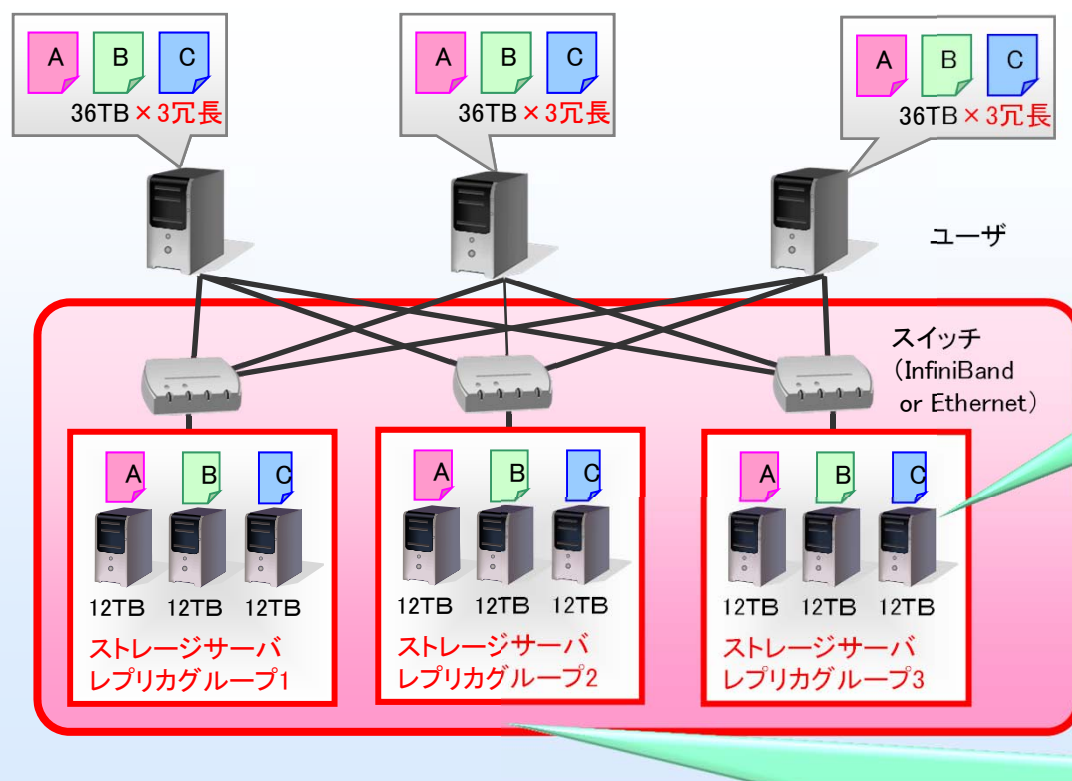 A B C
36TB×3冗長
A B C
36TB×3冗長
A B C
36TB×3冗長
ユーザ
スイッチ
（InfiniBand
or Ethernet）
A B C
12TB 12TB 12TB
ストレージサーバ
レプリカグループ1
A B C
12TB 12TB 12TB
ストレージサーバ
レプリカグループ2
A B C
12TB 12TB 12TB
ストレージサーバ
レプリカグループ3